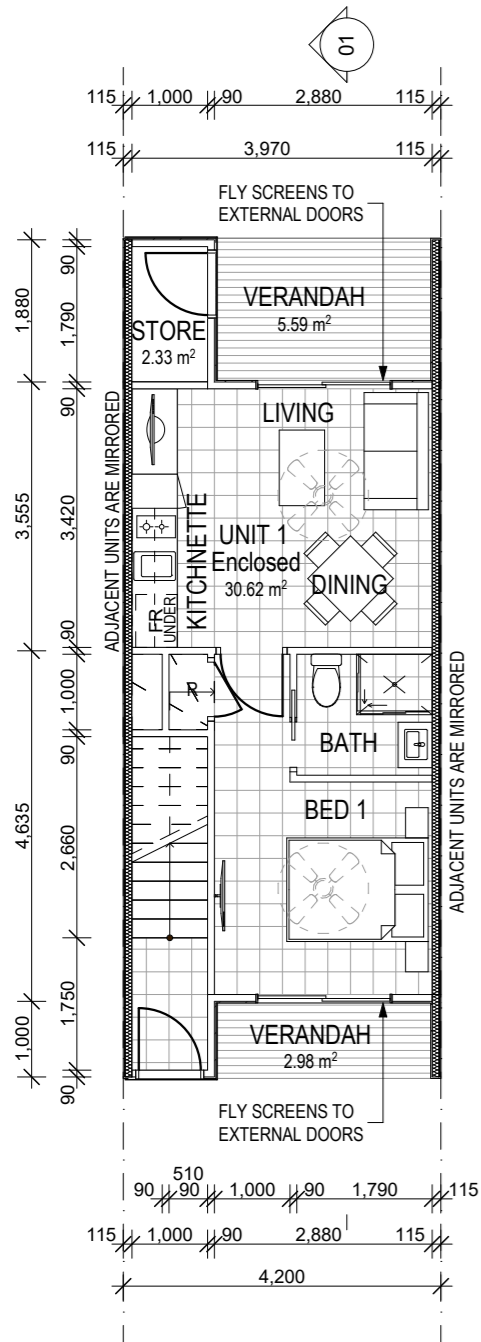 01
115 1,000 90 2,880 115
115 3,970 115
FLY SCREENS TO
EXTERNAL DOORS
1,880
90
1,790
90
VERANDAH
5.59 m²
STORE
2.33 m²
LIVING
ADJACENT UNITS ARE MIRRORED
3,555
3,420
KITCHNETTE
UNIT 1
Enclosed
30.62 m²
DINING
FR
UNDER
90
1,000
90
R
BATH
ADJACENT UNITS ARE MIRRORED
BED 1
4,635
2,660
1,750
1,000
90
VERANDAH
2.98 m²
FLY SCREENS TO
EXTERNAL DOORS
510
90 90 1,000 90 1,790 115
115 1,000 90 2,880 115
4,200